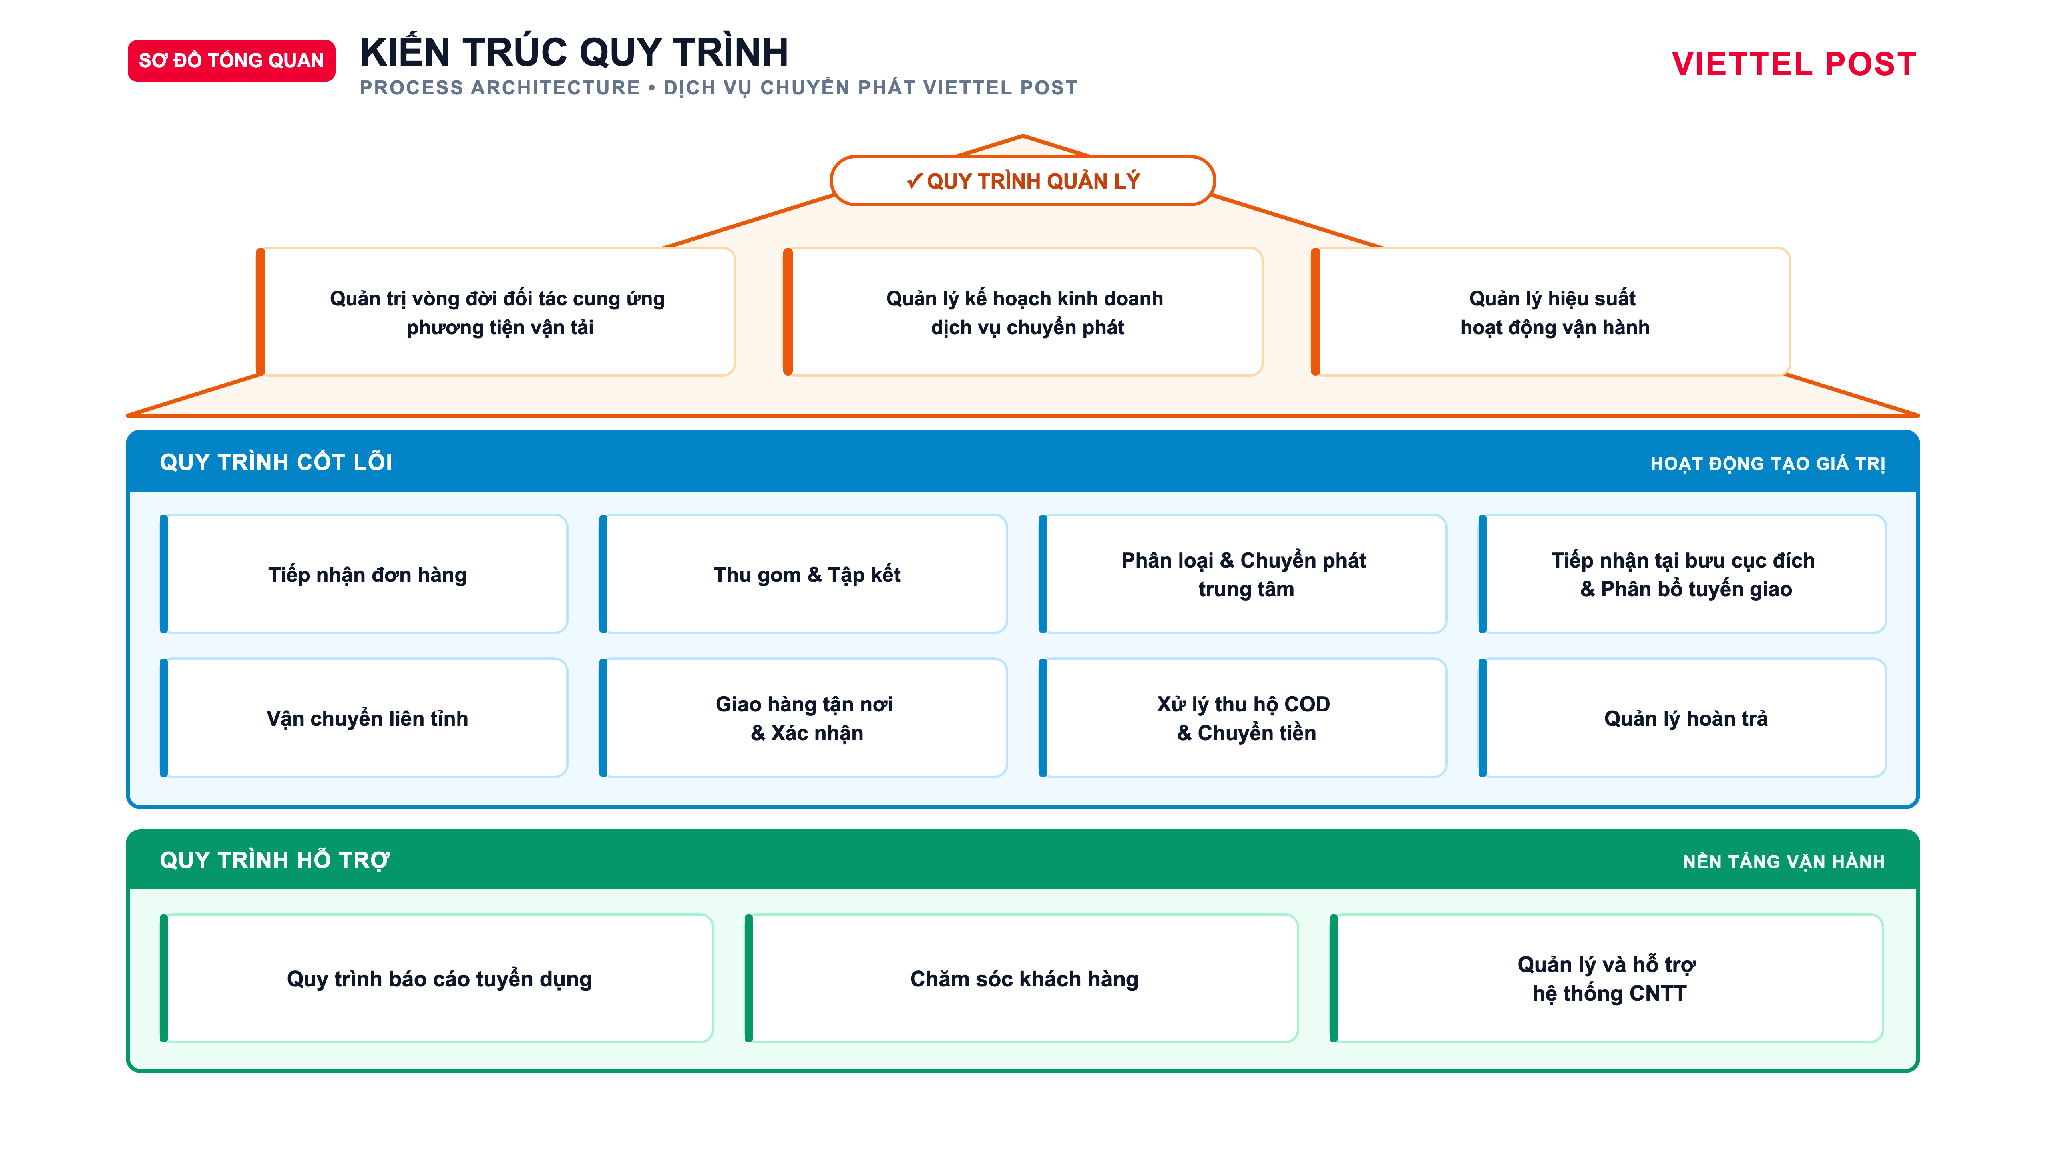 SƠ ĐỒ TỔNG QUAN
KIẾN TRÚC QUY TRÌNH
PROCESS ARCHITECTURE • DỊCH VỤ CHUYỂN PHÁT VIETTEL POST
VIETTEL POST
✓ QUY TRÌNH QUẢN LÝ
Quản trị vòng đời đối tác cung ứng
phương tiện vận tải
Quản lý kế hoạch kinh doanh
dịch vụ chuyển phát
Quản lý hiệu suất
hoạt động vận hành
QUY TRÌNH CỐT LÕI
HOẠT ĐỘNG TẠO GIÁ TRỊ
Tiếp nhận đơn hàng
Thu gom & Tập kết
Phân loại & Chuyển phát
trung tâm
Tiếp nhận tại bưu cục đích
& Phân bổ tuyến giao
Vận chuyển liên tỉnh
Giao hàng tận nơi
& Xác nhận
Xử lý thu hộ COD
& Chuyển tiền
Quản lý hoàn trả
QUY TRÌNH HỖ TRỢ
NỀN TẢNG VẬN HÀNH
Quy trình báo cáo tuyển dụng
Chăm sóc khách hàng
Quản lý và hỗ trợ
hệ thống CNTT